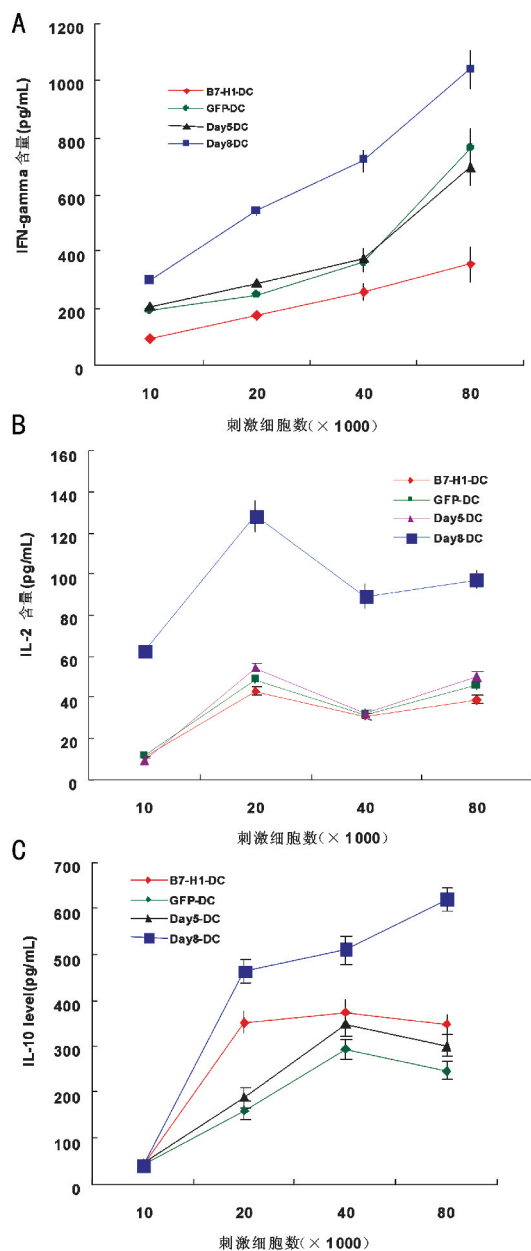 A
1200
1000
800
600
400
200
0
IFN-gamma 含量(pg/mL)
B7-H1-DC
GFP-DC
Day5-DC
Day8-DC
10 20 40 80
刺激细胞数(×1000)
B
160
140
120
100
80
60
40
20
0
IL-2 含量(pg/mL)
B7-H1-DC
GFP-DC
Day5-DC
Day8-DC
10 20 40 80
刺激细胞数(×1000)
C
700
600
500
400
300
200
100
0
IL-10 level(pg/mL)
B7-H1-DC
GFP-DC
Day5-DC
Day8-DC
10 20 40 80
刺激细胞数(×1000)